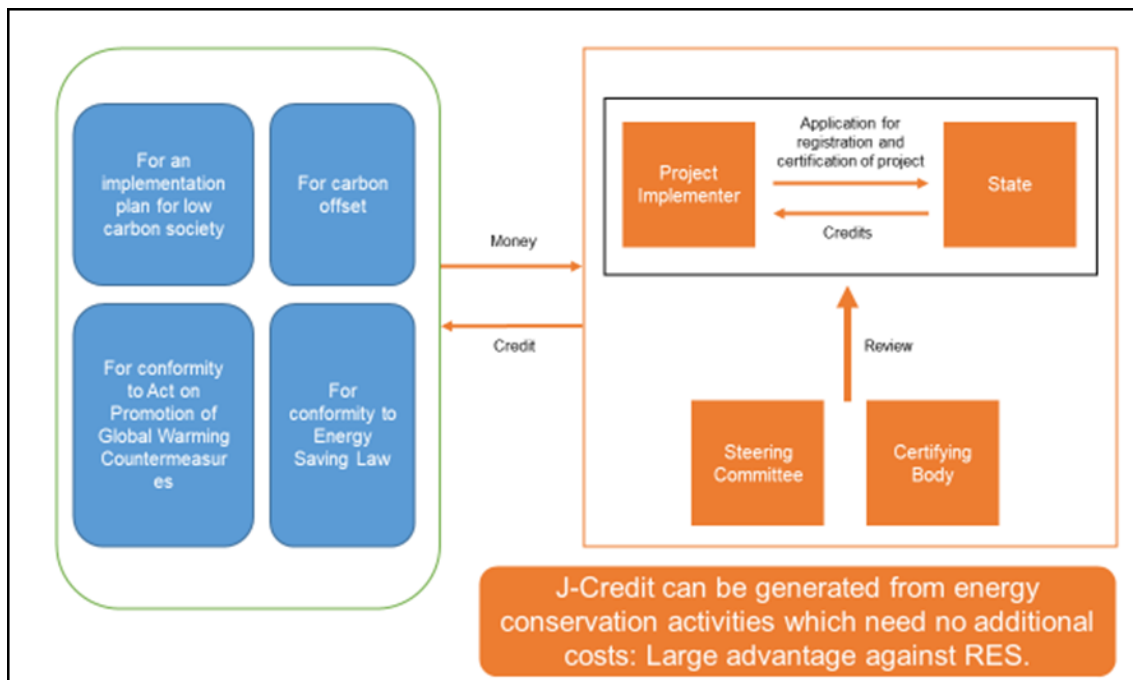 For an
implementation
plan for low
carbon society
For carbon
offset
For conformity
to Act on
Promotion of
Global Warming
Countermeasur
es
For
conformity to
Energy
Saving Law
Money
Credit
Project
Implementer
Application for
registration and
certification of project
Credits
State
Review
Steering
Committee
Certifying
Body
J-Credit can be generated from energy
conservation activities which need no additional
costs: Large advantage against RES.